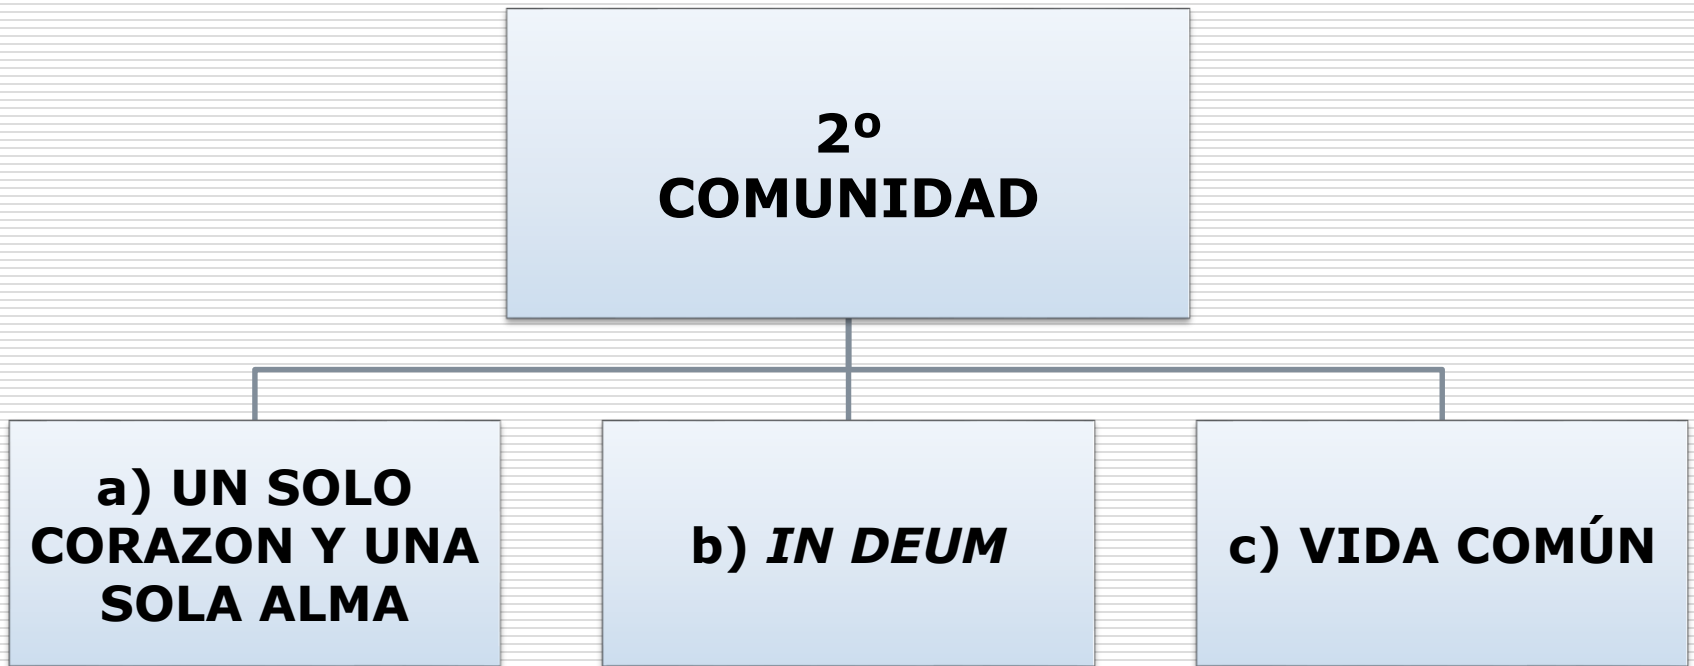 2º
COMUNIDAD
a) UN SOLO
CORAZON Y UNA
SOLA ALMA
b) IN DEUM
c) VIDA COMÚN